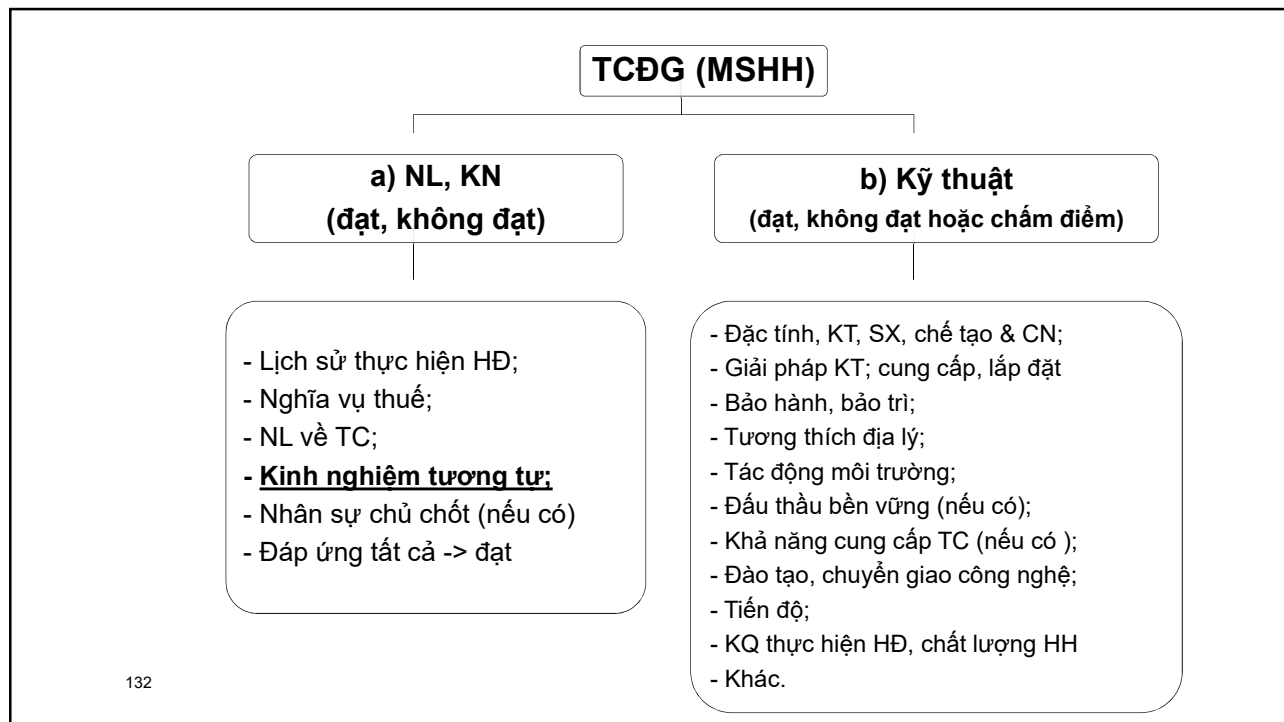 TCĐG (MSHH)
a) NL, KN
(đạt, không đạt)
b) Kỹ thuật
(đạt, không đạt hoặc chấm điểm)
- Lịch sử thực hiện HĐ;
- Nghĩa vụ thuế;
- NL về TC;
- Kinh nghiệm tương tự;
- Nhân sự chủ chốt (nếu có)
- Đáp ứng tất cả -> đạt
- Đặc tính, KT, SX, chế tạo & CN;
- Giải pháp KT; cung cấp, lắp đặt
- Bảo hành, bảo trì;
- Tương thích địa lý;
- Tác động môi trường;
- Đấu thầu bền vững (nếu có);
- Khả năng cung cấp TC (nếu có );
- Đào tạo, chuyển giao công nghệ;
- Tiến độ;
- KQ thực hiện HĐ, chất lượng HH
- Khác.
132